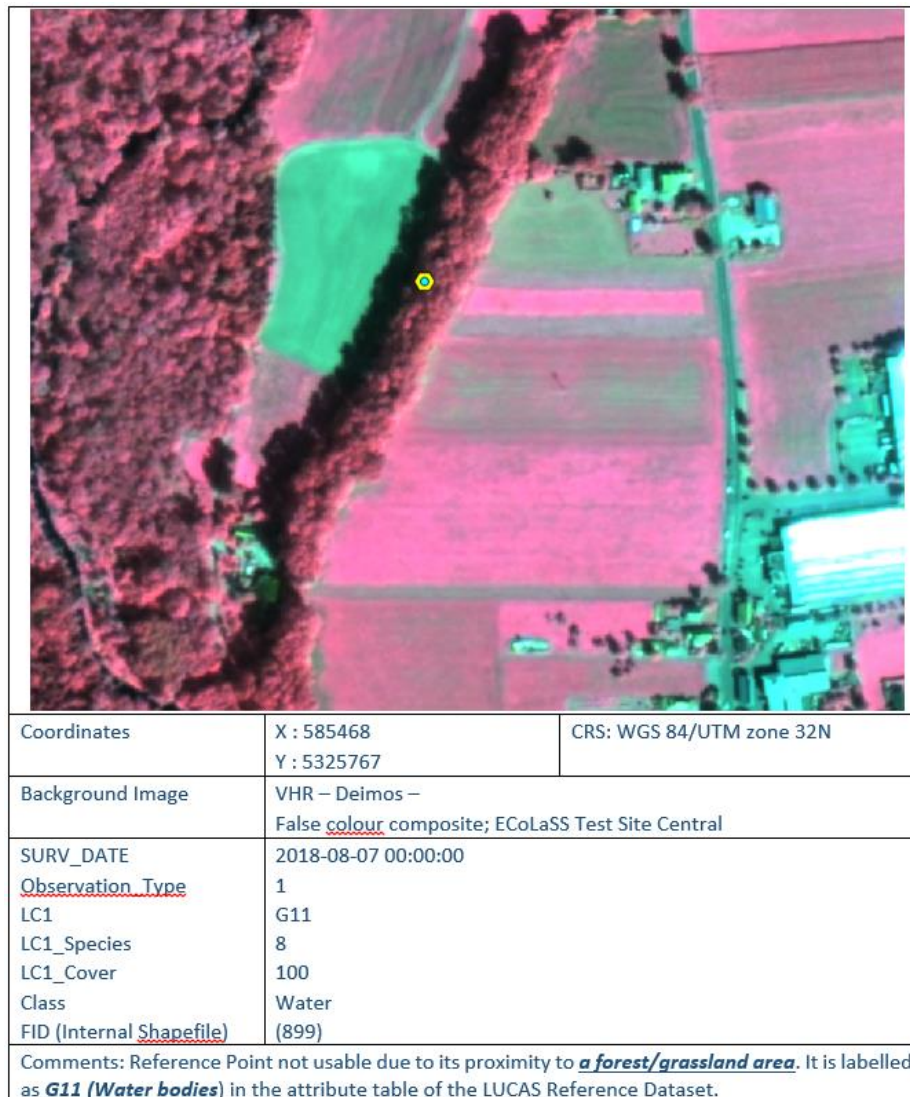 Coordinates
X : 585468
CRS: WGS 84/UTM zone 32N
Y : 5325767
Background Image
VHR – Deimos –
False colour composite; ECoLaSS Test Site Central
SURV_DATE
2018-08-07 00:00:00
Observation_Type
1
LC1
G11
LC1_Species
8
LC1_Cover
100
Class
Water
FID (Internal Shapefile)
(899)
Comments: Reference Point not usable due to its proximity to a forest/grassland area. It is labelled
as G11 (Water bodies) in the attribute table of the LUCAS Reference Dataset.